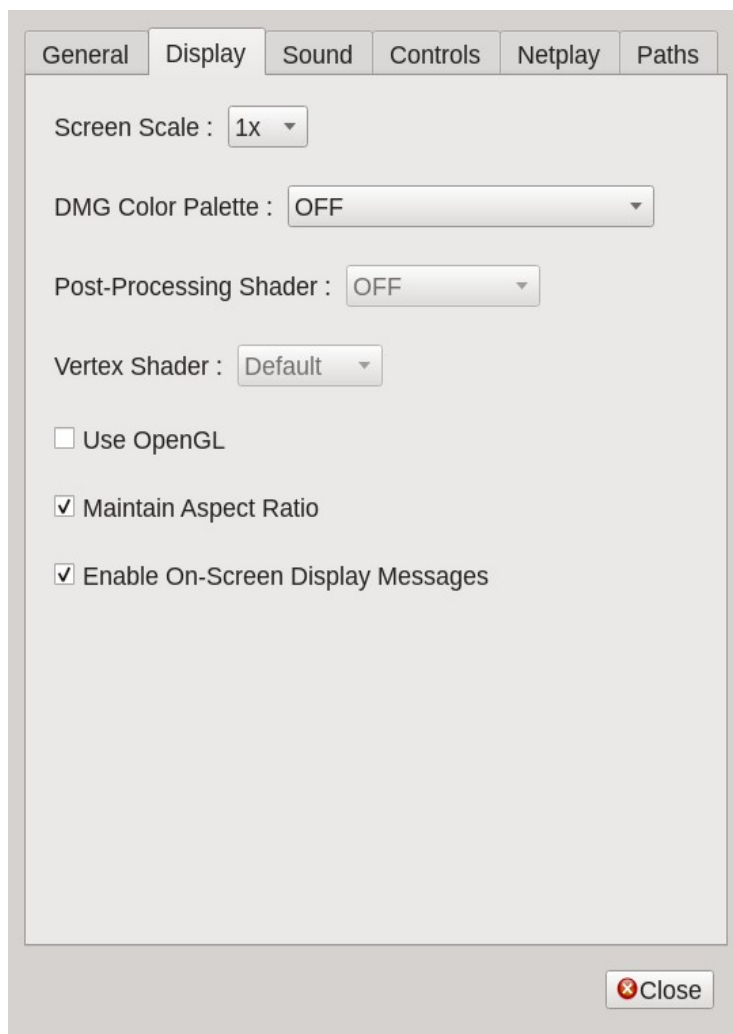 General Display Sound Controls Netplay Paths
Screen Scale : 1x
DMG Color Palette : OFF
Post-Processing Shader : OFF
Vertex Shader : Default
Use OpenGL
Maintain Aspect Ratio
Enable On-Screen Display Messages
Close